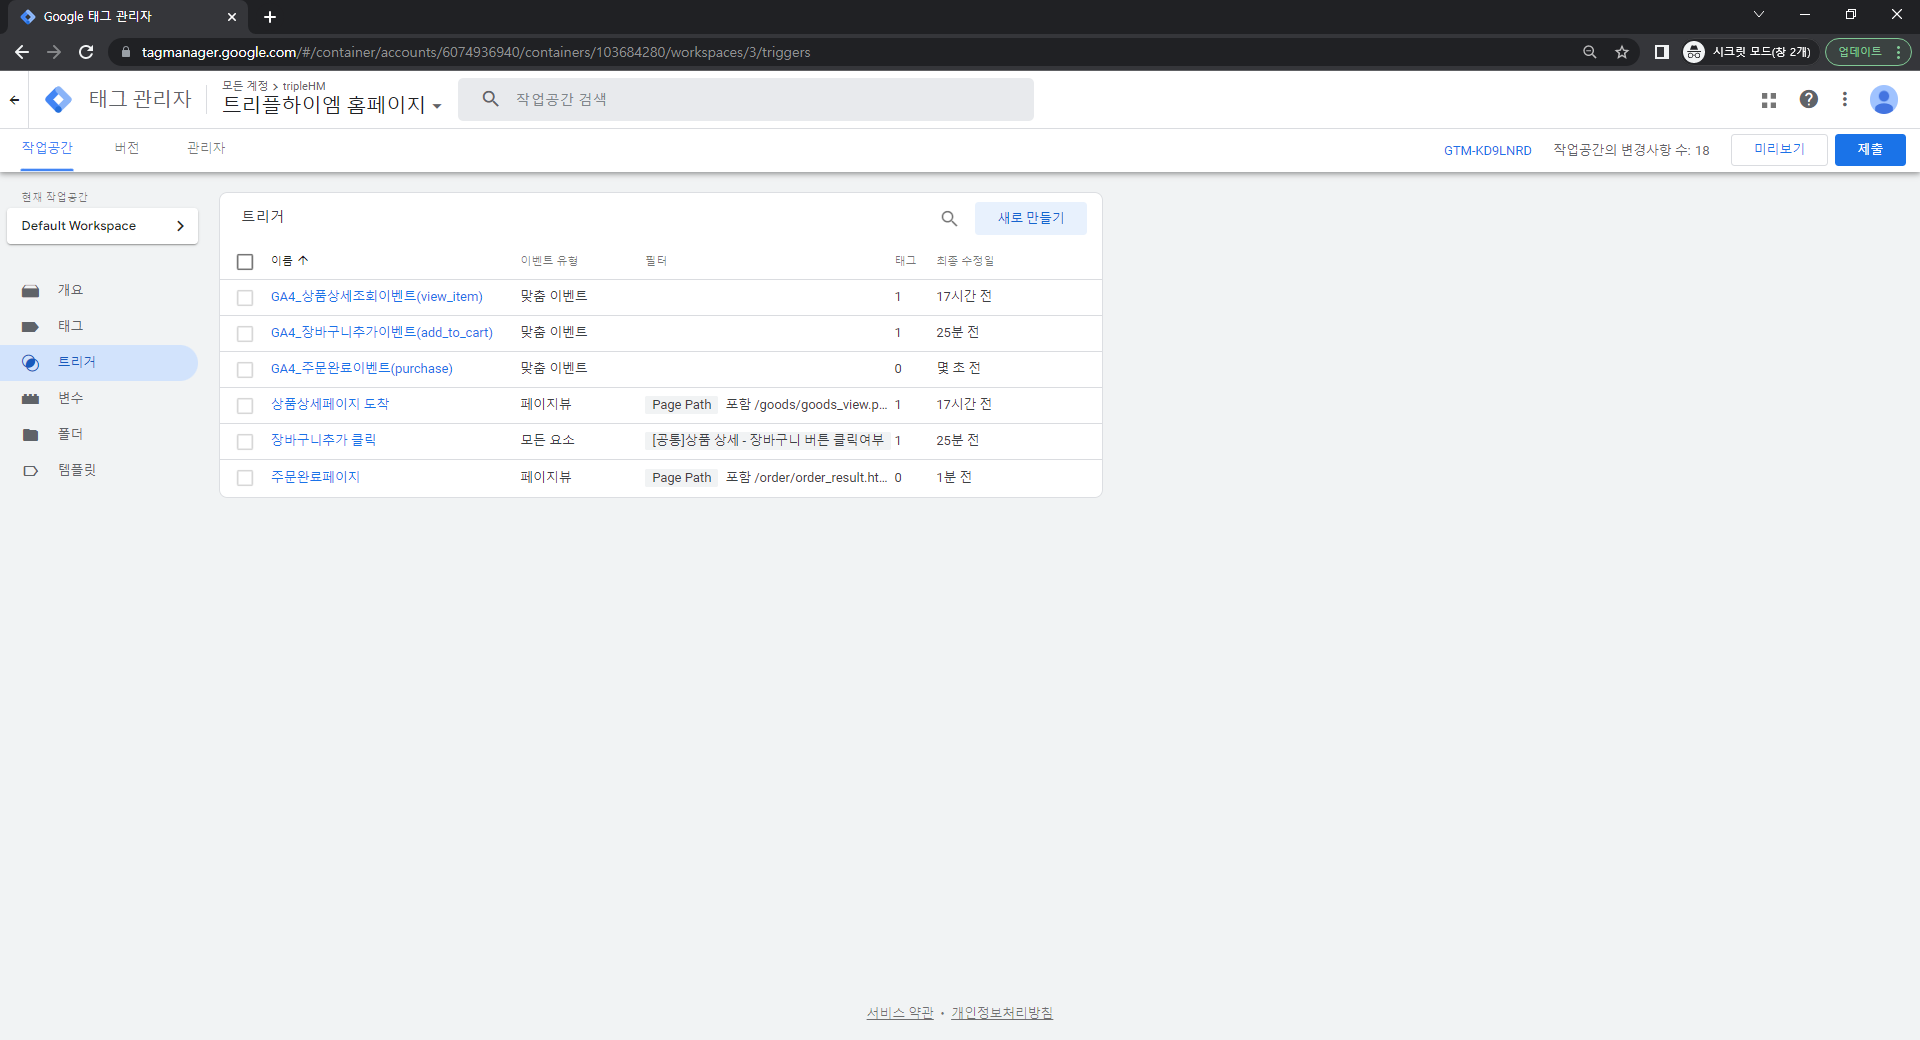 Google 태그 관리자
tagmanager.google.com/#/container/accounts/6074936940/containers/103684280/workspaces/3/triggers
시크릿 모드(창 2개)
업데이트
태그 관리자
모든 계정 > tripleHM
트리플하이엠 홈페이지
작업공간 검색
작업공간 버전 관리자
GTM-KD9LNRD 작업공간의 변경사항 수: 18 미리보기 제출
현재 작업공간
Default Workspace
개요
태그
트리거
변수
폴더
템플릿
트리거 새로 만들기
이름 이벤트 유형 필터 태그 최종 수정일
GA4_상품상세조회이벤트(view_item) 맞춤 이벤트 1 17시간 전
GA4_장바구니추가이벤트(add_to_cart) 맞춤 이벤트 1 25분 전
GA4_주문완료이벤트(purchase) 맞춤 이벤트 0 몇 초 전
상품상세페이지 도착 페이지뷰 Page Path 포함 /goods/goods_view.p... 1 17시간 전
장바구니추가 클릭 모든 요소 [공통]상품 상세 - 장바구니 버튼 클릭여부 1 25분 전
주문완료페이지 페이지뷰 Page Path 포함 /order/order_result.ht... 0 1분 전
서비스 약관 • 개인정보처리방침